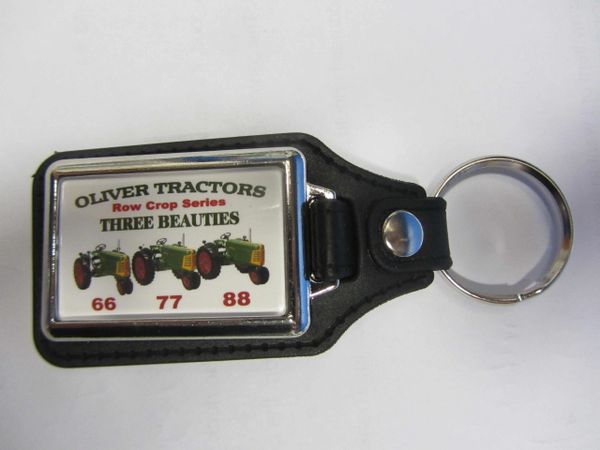 OLIVER TRACTORS
Row Crop Series
THREE BEAUTIES
66 77 88